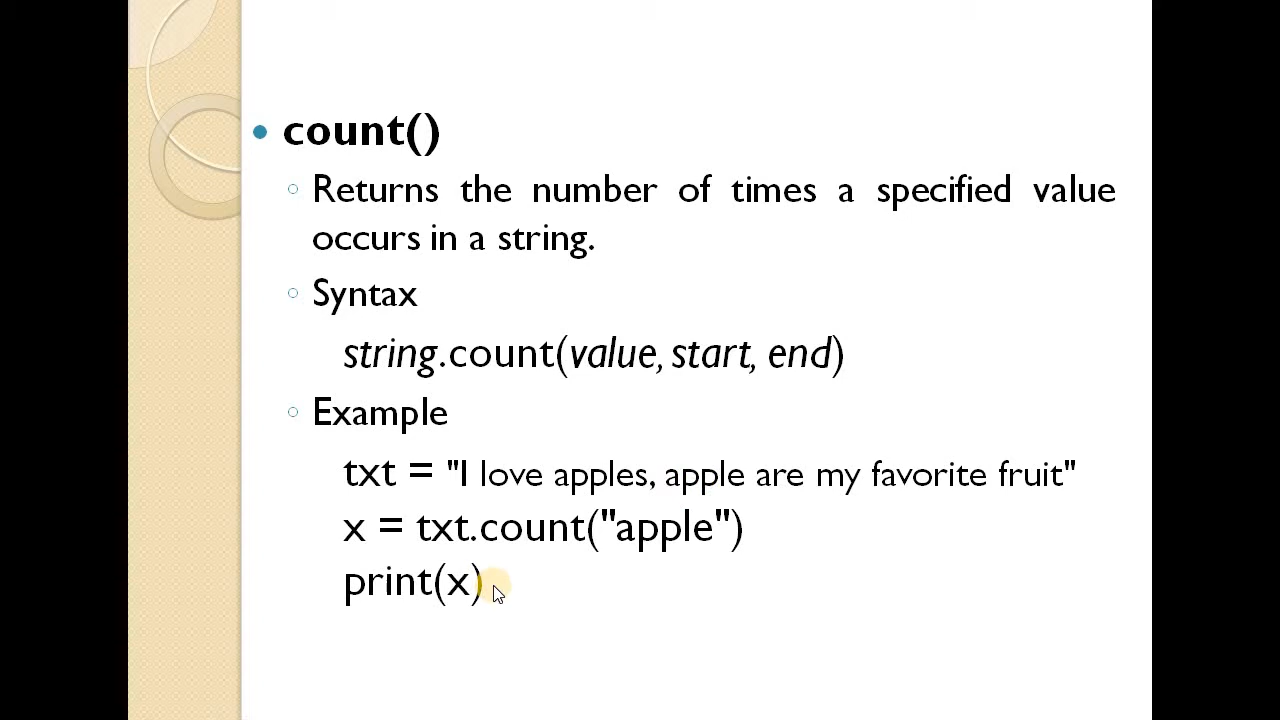 count()
Returns the number of times a specified value
occurs in a string.
Syntax
string.count(value, start, end)
Example
txt = "I love apples, apple are my favorite fruit"
x = txt.count("apple")
print(x)